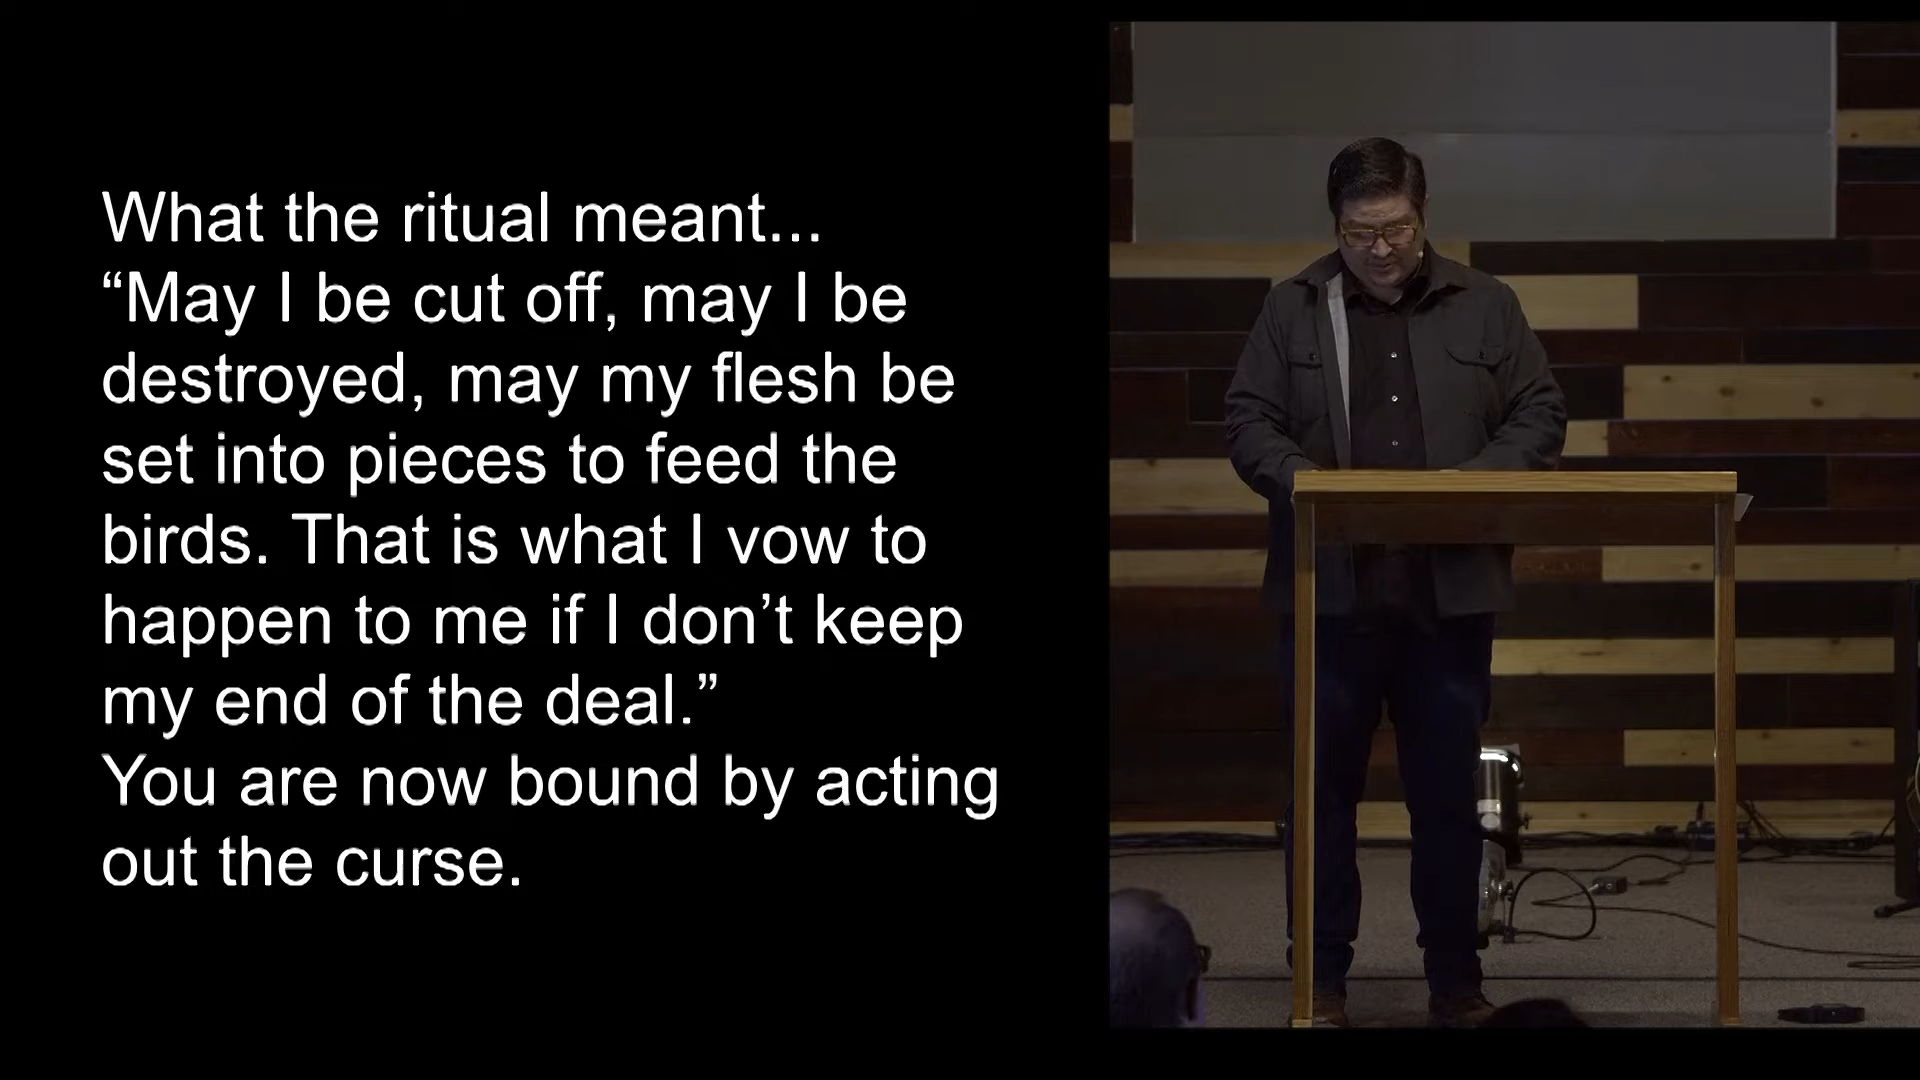 What the ritual meant...
“May I be cut off, may I be
destroyed, may my flesh be
set into pieces to feed the
birds. That is what I vow to
happen to me if I don’t keep
my end of the deal.”
You are now bound by acting
out the curse.